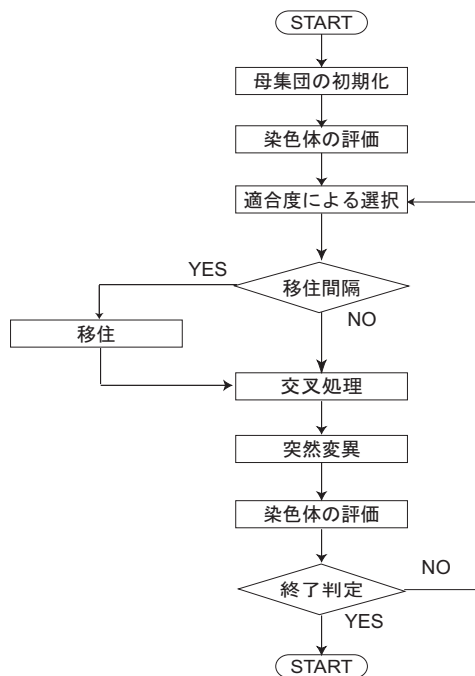 START
母集団の初期化
染色体の評価
適合度による選択
YES
移住間隔
NO
移住
交叉処理
突然変異
染色体の評価
終了判定
NO
YES
START